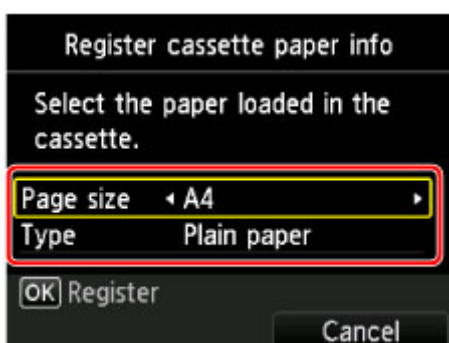 Register cassette paper info
Select the paper loaded in the
cassette.
Page size A4
Type Plain paper
OK Register
Cancel